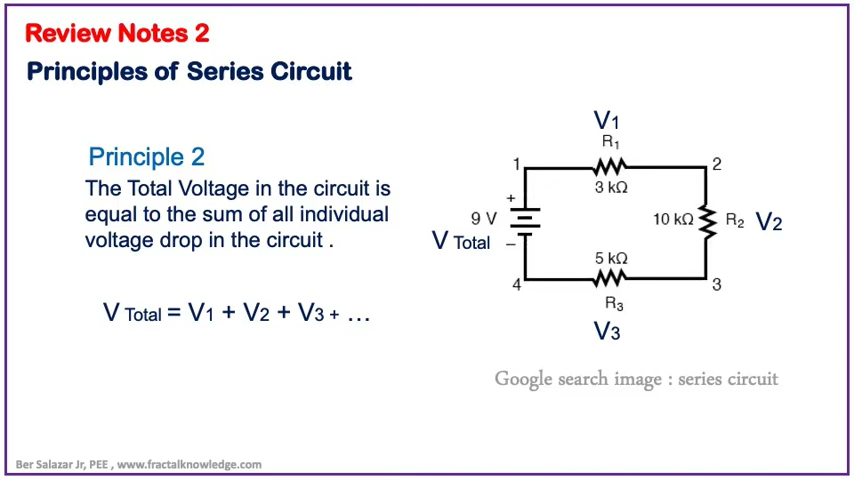 Review Notes 2
Principles of Series Circuit
Principle 2
The Total Voltage in the circuit is
equal to the sum of all individual
voltage drop in the circuit .
V Total = V1 + V2 + V3 + …
V1
R1
1
2
3 kΩ
+
9 V
10 kΩ
R2
V2
V Total
–
5 kΩ
4
3
R3
V3
Google search image : series circuit
Ber Salazar Jr, PEE , www.fractalknowledge.com